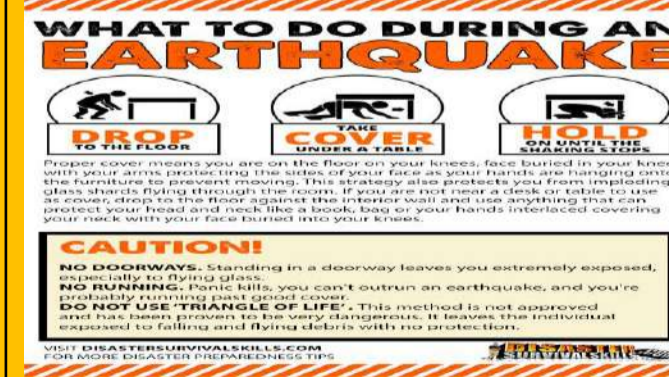 WHAT TO DO DURING AN
EARTHQUAKE
DROP
TO THE FLOOR
TAKE
COVER
UNDER A TABLE
HOLD
ON UNTIL THE
SHAKING STOPS
Proper cover means you are on the floor on your knees, face buried in your knees
with your arms protecting the sides of your face as your hands are hanging onto
the furniture to prevent moving. This strategy also protects you from imploding
glass shards flying through the room. If you are not near a desk or table to use
as cover, drop to the floor against the interior wall and use anything that can
protect your head and neck like a book, bag or your hands interlaced covering
your neck with your face buried into your knees.
CAUTION!
NO DOORWAYS. Standing in a doorway leaves you extremely exposed,
especially to flying glass.
NO RUNNING. Panic kills, you can't outrun an earthquake, and you're
probably running past good cover.
DO NOT USE 'TRIANGLE OF LIFE'. This method is not approved
and has been proven to be very dangerous. It leaves the individual
exposed to falling and flying debris with no protection.
VISIT DISASTERSURVIVALSKILLS.COM
FOR MORE DISASTER PREPAREDNESS TIPS
DISASTER
SURVIVALSKILLS